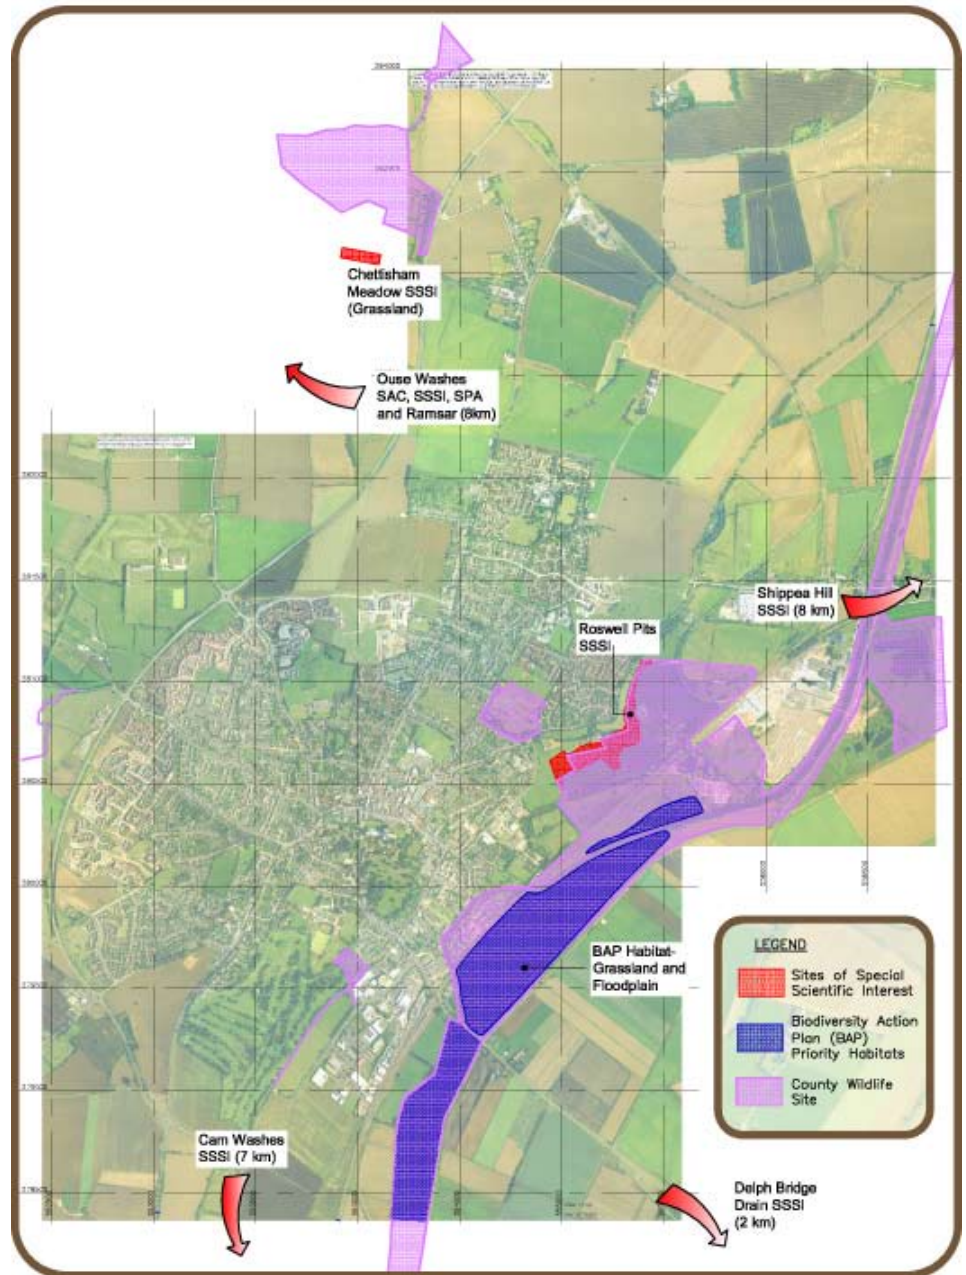 Chettisham
Meadow SSSI
(Grassland)
Ouse Washes
SAC, SSSI, SPA
and Ramsar (8km)
Shippea Hill
SSSI (8 km)
Roswell Pits
SSSI
BAP Habitat-
Grassland and
Floodplain
LEGEND
Sites of Special
Scientific Interest
Biodiversity Action
Plan (BAP)
Priority Habitats
County Wildlife
Site
Cam Washes
SSSI (7 km)
Delph Bridge
Drain SSSI
(2 km)